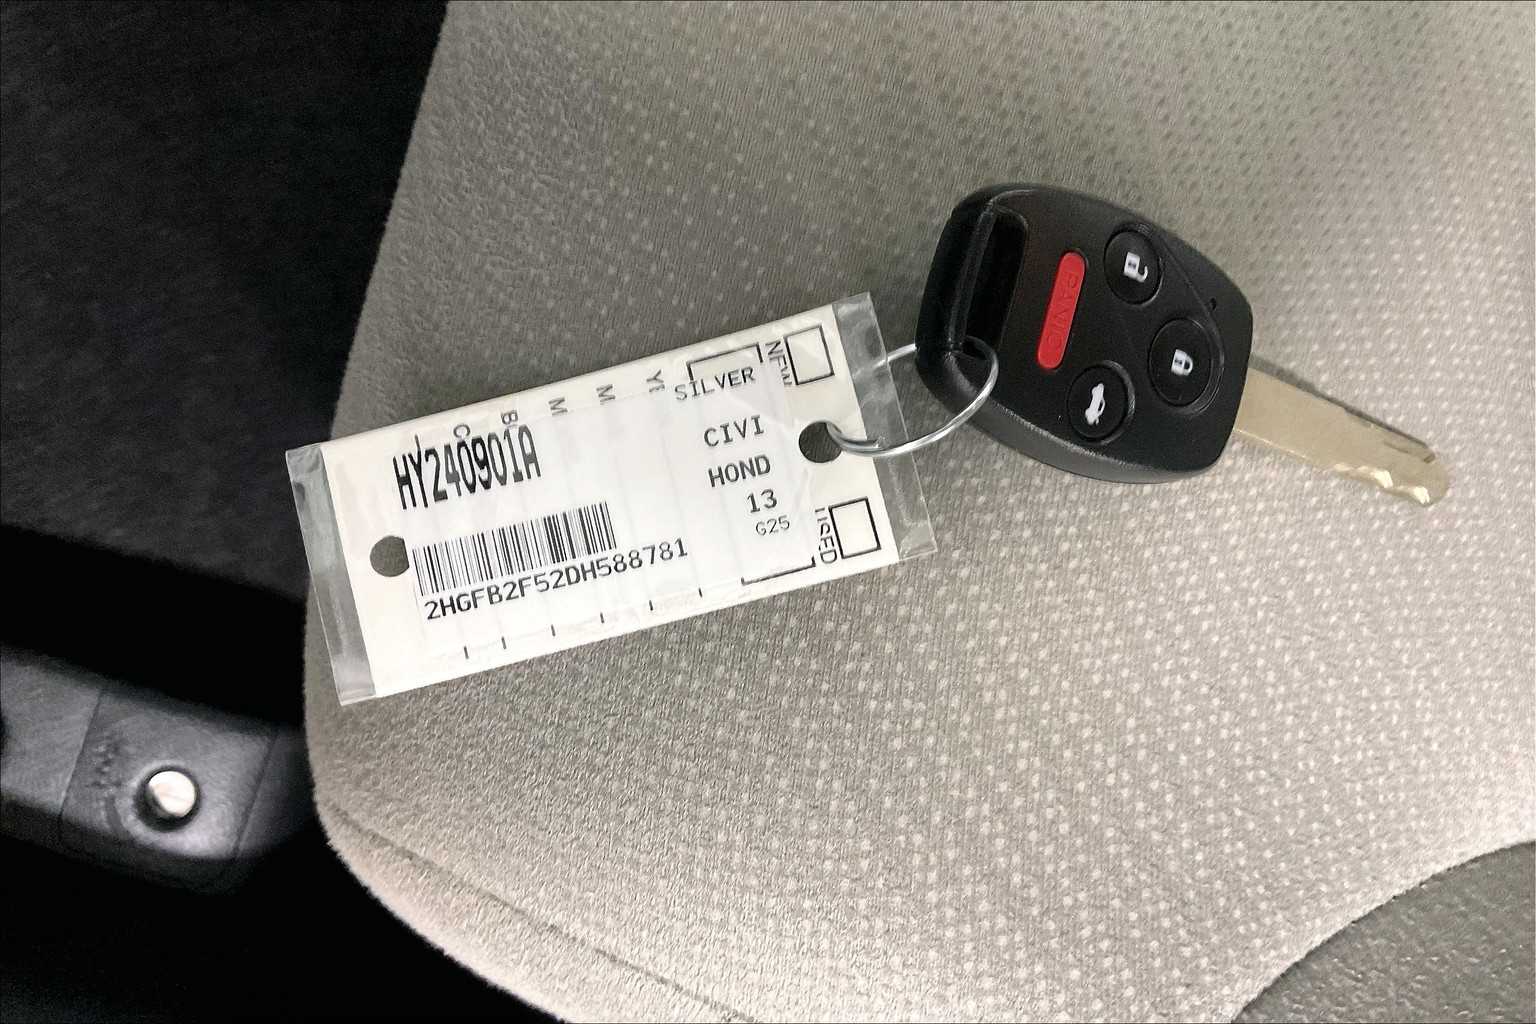 NEW
SILVER
CIVI
HOND
13
G25
USED
HY240901A
2HGFB2F52DH588781
PANIC